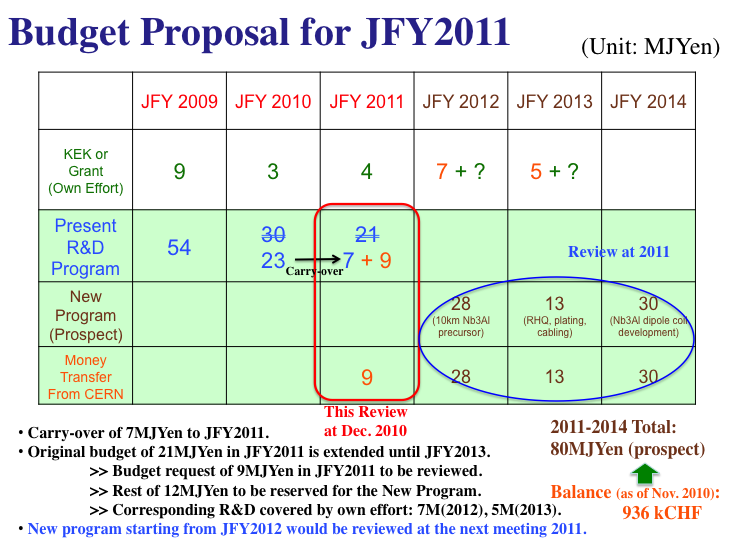 Budget Proposal for JFY2011
(Unit: MJYen)
JFY 2009 JFY 2010 JFY 2011 JFY 2012 JFY 2013 JFY 2014
KEK or
Grant
(Own Effort)
9 3 4 7 + ? 5 + ?
Present
R&D
Program
54
30 21
23 7 + 9
Carry-over
Review at 2011
New
Program
(Prospect)
28 13 30
(10km Nb3Al
precursor)
(RHQ, plating,
cabling)
(Nb3Al dipole coil
development)
Money
Transfer
From CERN
9 28 13 30
This Review
at Dec. 2010
• Carry-over of 7MJYen to JFY2011.
• Original budget of 21MJYen in JFY2011 is extended until JFY2013.
>> Budget request of 9MJYen in JFY2011 to be reviewed.
>> Rest of 12MJYen to be reserved for the New Program.
>> Corresponding R&D covered by own effort: 7M(2012), 5M(2013).
• New program starting from JFY2012 would be reviewed at the next meeting 2011.
2011-2014 Total:
80MJYen (prospect)
Balance (as of Nov. 2010):
936 kCHF